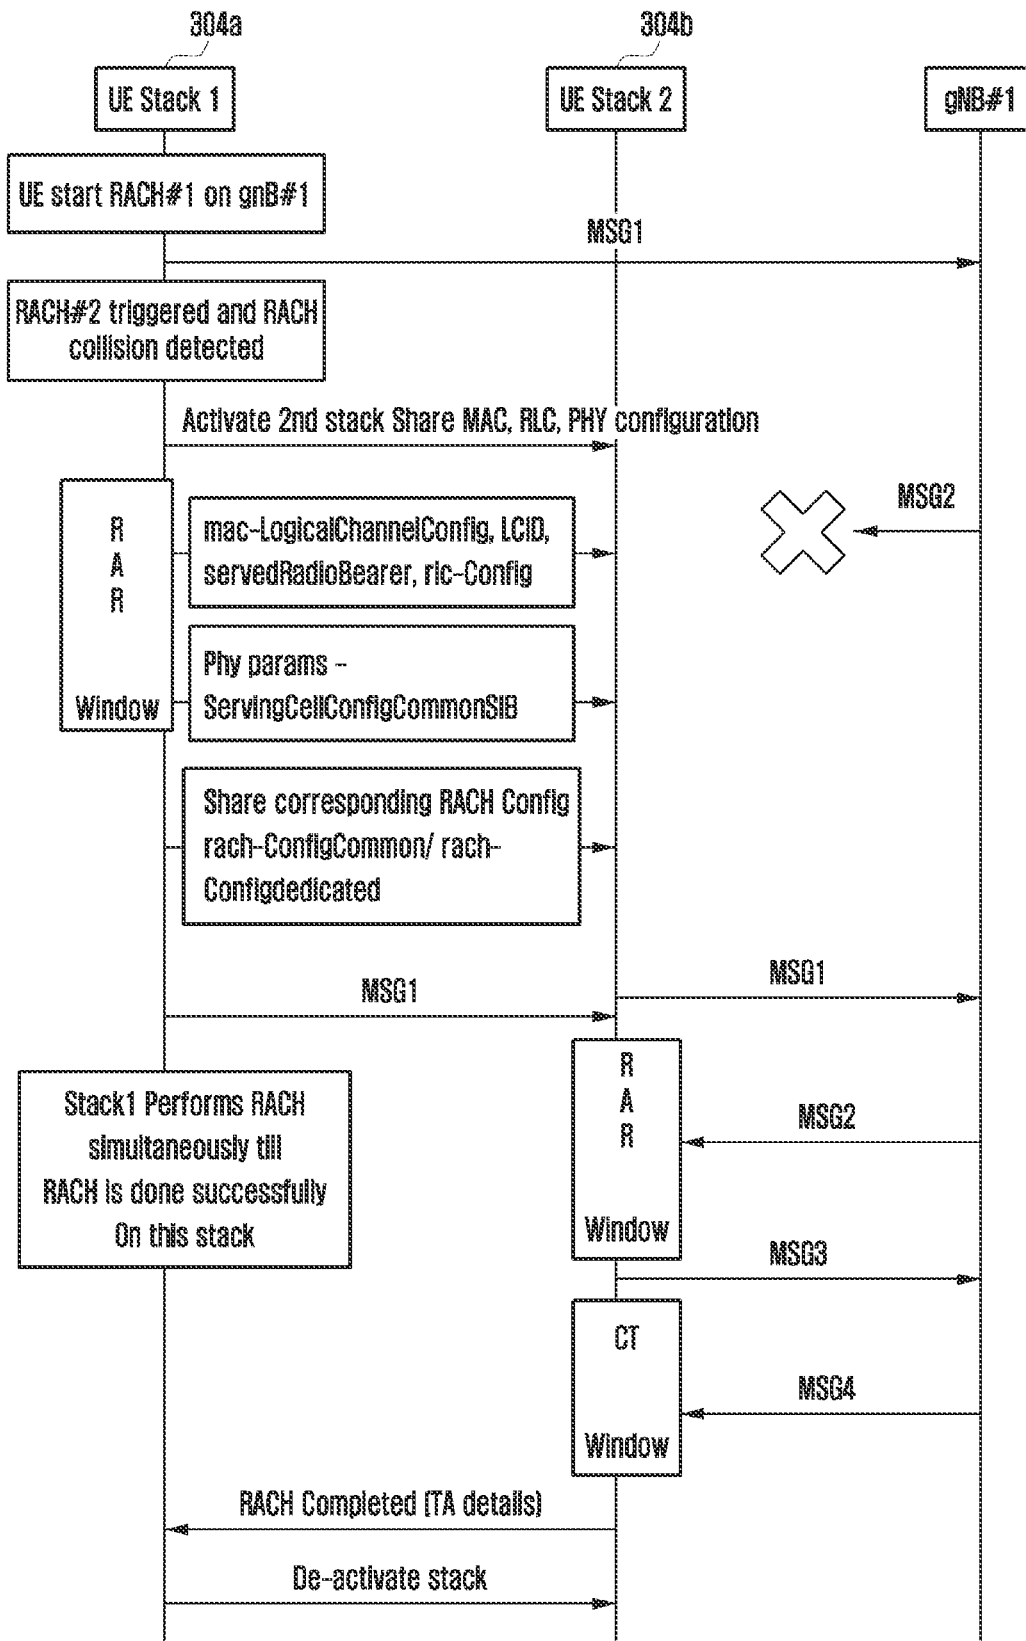 304a
304b
UE Stack 1
UE Stack 2
gNB#1
UE start RACH#1 on gnB#1
MSG1
RACH#2 triggered and RACH
collision detected
Activate 2nd stack Share MAC, RLC, PHY configuration
R
A
R
Window
mac-LogicalChannelConfig, LCID,
servedRadioBearer, rlc-Config
MSG2
Phy params -
ServingCellConfigCommonSIB
Share corresponding RACH Config
rach-ConfigCommon/ rach-
Configdedicated
MSG1
MSG1
Stack1 Performs RACH
simultaneously till
RACH is done successfully
On this stack
R
A
R
Window
MSG2
MSG3
CT
Window
MSG4
RACH Completed (TA details)
De-activate stack